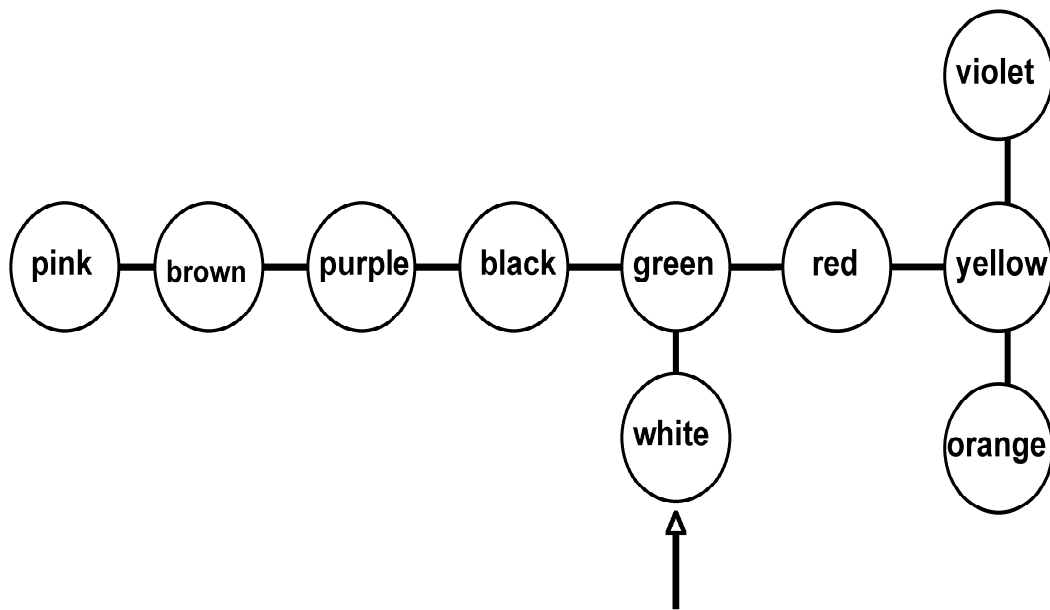 violet
pink
brown
purple
black
green
red
yellow
white
orange